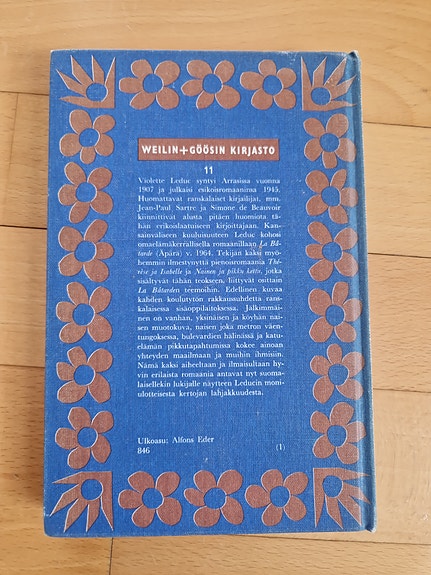 WEILIN+GÖÖSIN KIRJASTO
11
Violette Leduc syntyi Arrasissa vuonna
1907 ja julkaisi esikoisromaaninsa 1945.
Huomattavat ranskalaiset kirjailijat, mm.
Jean-Paul Sartre ja Simone de Beauvoir
kiinnittivät alusta pitäen huomiota tä-
hän erikoislaatuiseen kirjoittajaan. Kan-
sainväliseen kuuluisuuteen Leduc kohosi
omaelämäkerrallisella romaanillaan La Bâ-
tarde (Äpärä) v. 1964. Tekijän kaksi myö-
hemmin ilmestynyttä pienoisromaania Thé-
rèse ja Isabelle ja Nainen ja pikku kettu, jotka
sisältyvät tähän teokseen, liittyvät osittain
La Bâtarden teemoihin. Edellinen kuvaa
kahden koulutytön rakkaussuhdetta rans-
kalaisessa sisäoppilaitoksessa. Jälkimmäi-
nen on vanhan, yksinäisen ja köyhän nai-
sen muotokuva, naisen joka metron väen-
tungoksessa, bulevardien hälinässä ja katu-
elämän pikkutapahtumissa kokee ainoan
yhteyden maailmaan ja muihin ihmisiin.
Nämä kaksi aiheeltaan ja ilmaisultaan hy-
vin erilaista romaania antavat nyt suoma-
laisellekin lukijalle näytteen Leducin moni-
ulotteisesta kertojan lahjakkuudesta.
Ulkoasu: Alfons Eder
846 (1)